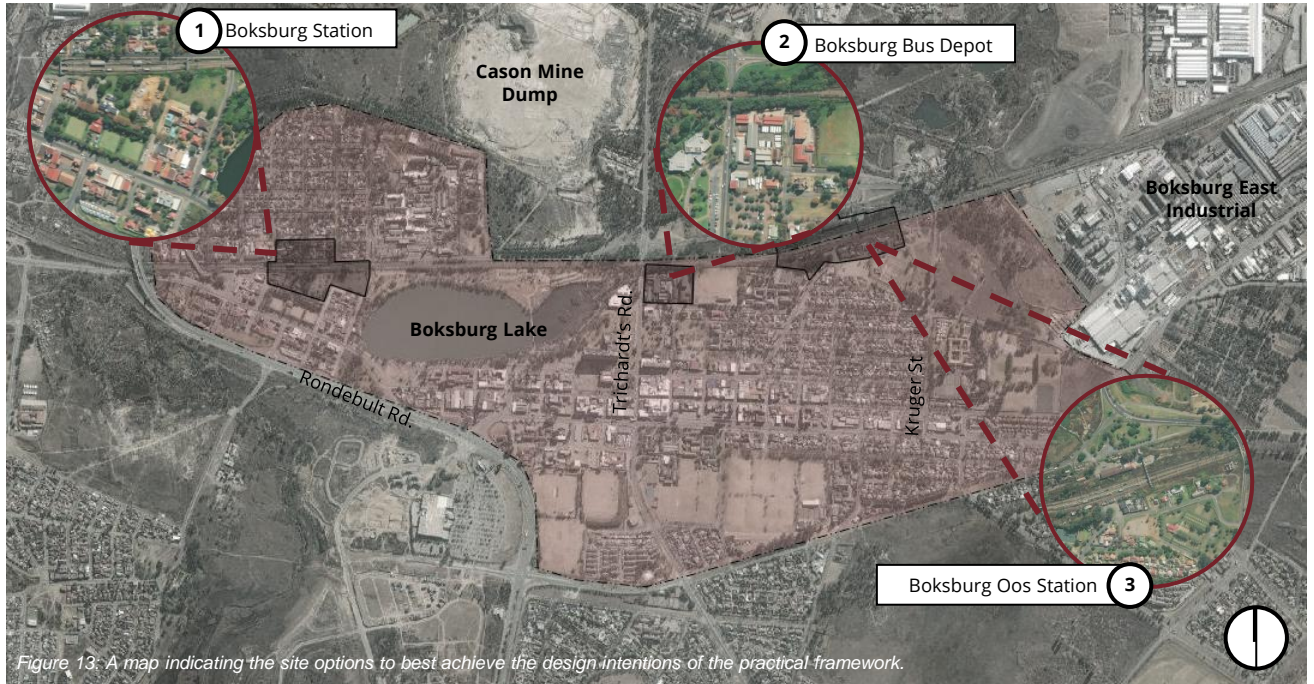 1 Boksburg Station
2 Boksburg Bus Depot
Cason Mine
Dump
Boksburg East
Industrial
Boksburg Lake
Trichardt's Rd.
Rondebult Rd.
Kruger St
Boksburg Oos Station 3
Figure 13. A map indicating the site options to best achieve the design intentions of the practical framework.